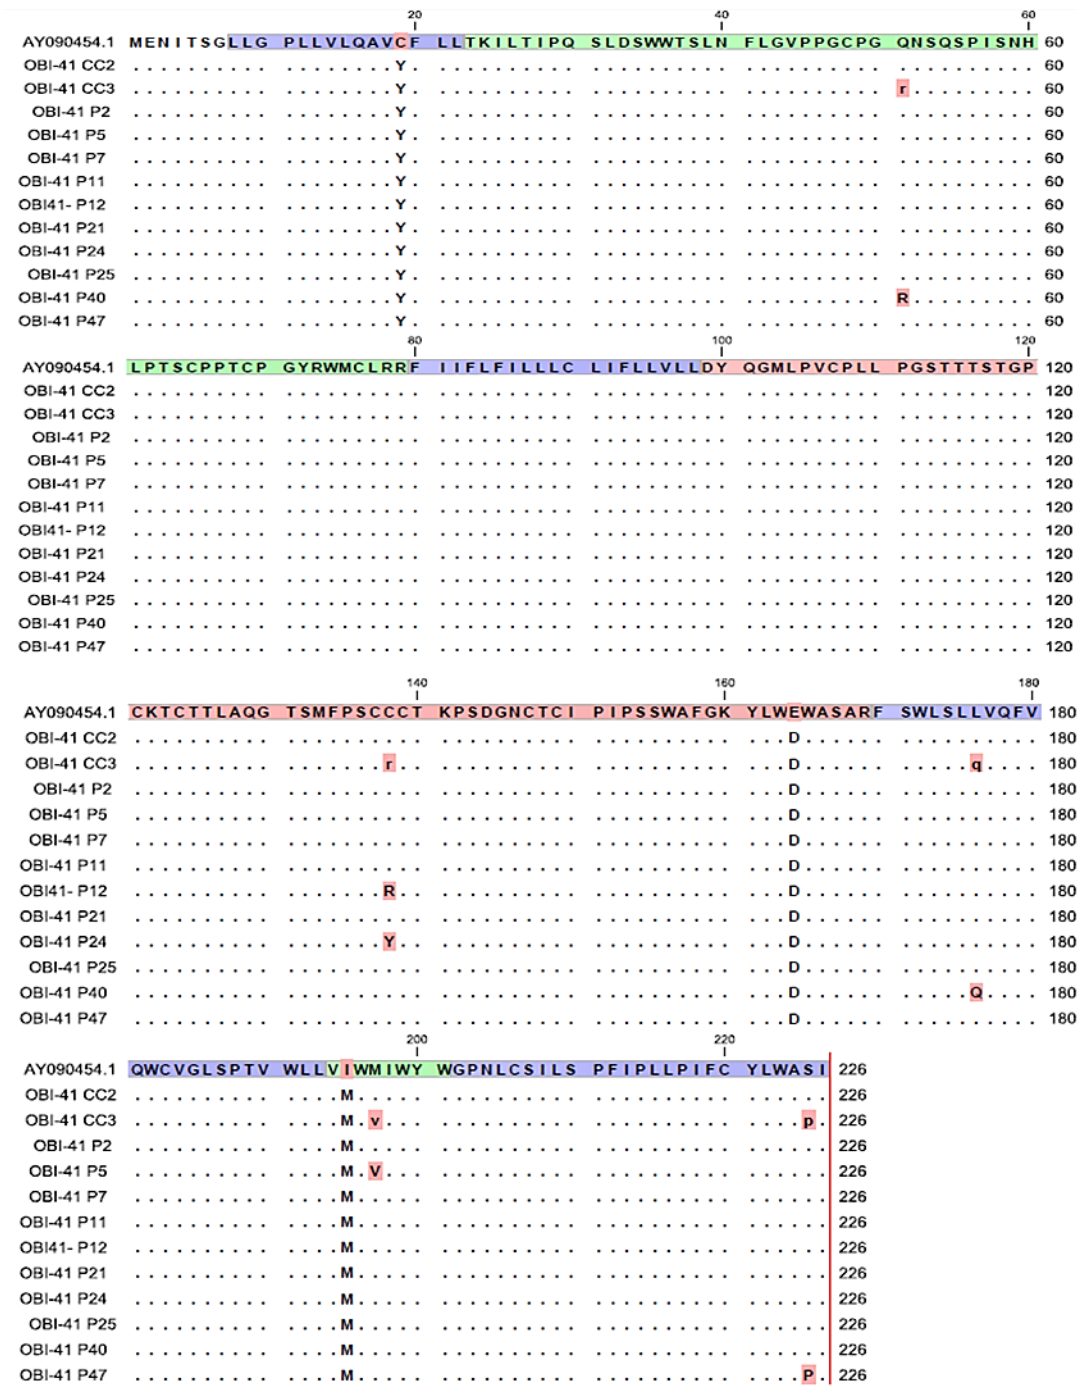 20 40 60
AY090454.1 MENITSGLLG PLLVLQAVCF LLTKILTIPQ SLDSWWTSLN FLGVPPGCPG QNSQSPISNH 60
OBI-41 CC2 .......... ........Y. .......... .......... .......... .......... 60
OBI-41 CC3 .......... ........Y. .......... .......... .......... r......... 60
OBI-41 P2 .......... ........Y. .......... .......... .......... .......... 60
OBI-41 P5 .......... ........Y. .......... .......... .......... .......... 60
OBI-41 P7 .......... ........Y. .......... .......... .......... .......... 60
OBI-41 P11 .......... ........Y. .......... .......... .......... .......... 60
OBI41- P12 .......... ........Y. .......... .......... .......... .......... 60
OBI-41 P21 .......... ........Y. .......... .......... .......... .......... 60
OBI-41 P24 .......... ........Y. .......... .......... .......... .......... 60
OBI-41 P25 .......... ........Y. .......... .......... .......... .......... 60
OBI-41 P40 .......... ........Y. .......... .......... .......... R......... 60
OBI-41 P47 .......... ........Y. .......... .......... .......... .......... 60
80 100 120
AY090454.1 LPTSCPPTCP GYRWMCLRRF IIFLFILLLC LIFLLVLLDY QGMLPVCPLL PGSTTTSTGP 120
OBI-41 CC2 .......... .......... .......... .......... .......... .......... 120
OBI-41 CC3 .......... .......... .......... .......... .......... .......... 120
OBI-41 P2 .......... .......... .......... .......... .......... .......... 120
OBI-41 P5 .......... .......... .......... .......... .......... .......... 120
OBI-41 P7 .......... .......... .......... .......... .......... .......... 120
OBI-41 P11 .......... .......... .......... .......... .......... .......... 120
OBI41- P12 .......... .......... .......... .......... .......... .......... 120
OBI-41 P21 .......... .......... .......... .......... .......... .......... 120
OBI-41 P24 .......... .......... .......... .......... .......... .......... 120
OBI-41 P25 .......... .......... .......... .......... .......... .......... 120
OBI-41 P40 .......... .......... .......... .......... .......... .......... 120
OBI-41 P47 .......... .......... .......... .......... .......... .......... 120
140 160 180
AY090454.1 CKTCTTLAQG TSMFPSCCCT KPSDGNCTCI PIPSSWAFGK YLWEWASARF SWLSLLVQFV 180
OBI-41 CC2 .......... .......... .......... .......... ...D...... .......... 180
OBI-41 CC3 .......... .......r.. .......... .......... ...D...... .....q.... 180
OBI-41 P2 .......... .......... .......... .......... ...D...... .......... 180
OBI-41 P5 .......... .......... .......... .......... ...D...... .......... 180
OBI-41 P7 .......... .......... .......... .......... ...D...... .......... 180
OBI-41 P11 .......... .......... .......... .......... ...D...... .......... 180
OBI41- P12 .......... .......R.. .......... .......... ...D...... .......... 180
OBI-41 P21 .......... .......... .......... .......... ...D...... .......... 180
OBI-41 P24 .......... .......Y.. .......... .......... ...D...... .......... 180
OBI-41 P25 .......... .......... .......... .......... ...D...... .......... 180
OBI-41 P40 .......... .......... .......... .......... ...D...... .....Q.... 180
OBI-41 P47 .......... .......... .......... .......... ...D...... .......... 180
200 220
AY090454.1 QWCVGLSPTV WLLVIWMIWY WGPNLCSILS PFIPLLPIFC YLWASI 226
OBI-41 CC2 .......... ....M..... .......... .......... ...... 226
OBI-41 CC3 .......... ....M.v... .......... .......... ....p. 226
OBI-41 P2 .......... ....M..... .......... .......... ...... 226
OBI-41 P5 .......... ....M.V... .......... .......... ...... 226
OBI-41 P7 .......... ....M..... .......... .......... ...... 226
OBI-41 P11 .......... ....M..... .......... .......... ...... 226
OBI41- P12 .......... ....M..... .......... .......... ...... 226
OBI-41 P21 .......... ....M..... .......... .......... ...... 226
OBI-41 P24 .......... ....M..... .......... .......... ...... 226
OBI-41 P25 .......... ....M..... .......... .......... ...... 226
OBI-41 P40 .......... ....M..... .......... .......... ...... 226
OBI-41 P47 .......... ....M..... .......... .......... ....P. 226